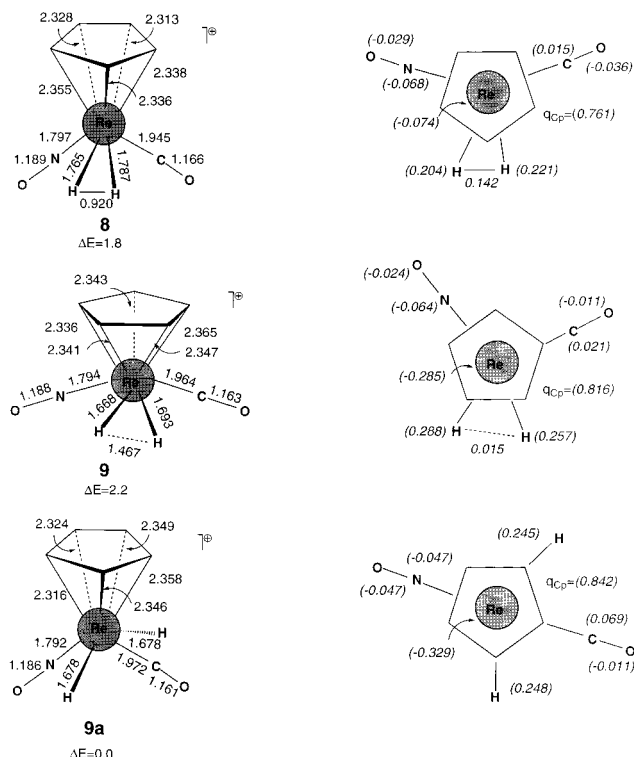 2.328
2.313
⊕
2.338
2.355
2.336
Re
1.797
1.945
1.189
N
C
1.166
1.765
1.787
O
O
H
H
0.920
8
ΔE=1.8
(-0.029)
O
(0.015)
O
N
C
(-0.068)
(-0.036)
Re
(-0.074)
qCp=(0.761)
(0.204)
H
H
(0.221)
0.142
2.343
⊕
2.336
2.365
2.341
2.347
1.188
1.794
Re
1.964
1.163
O
N
C
O
1.668
1.693
H
H
1.467
9
ΔE=2.2
(-0.024)
O
(-0.064)
N
(-0.011)
O
C
(0.021)
Re
(-0.285)
qCp=(0.816)
(0.288)
H
H
(0.257)
0.015
2.324
2.349
⊕
2.358
2.316
2.346
Re
H
1.792
1.678
1.186
N
1.972
C
1.678
1.161
O
O
H
9a
ΔE=0.0
(0.245)
H
(-0.047)
O
N
qCp=(0.842)
(-0.047)
Re
(0.069)
C
O
(-0.329)
(-0.011)
H
(0.248)